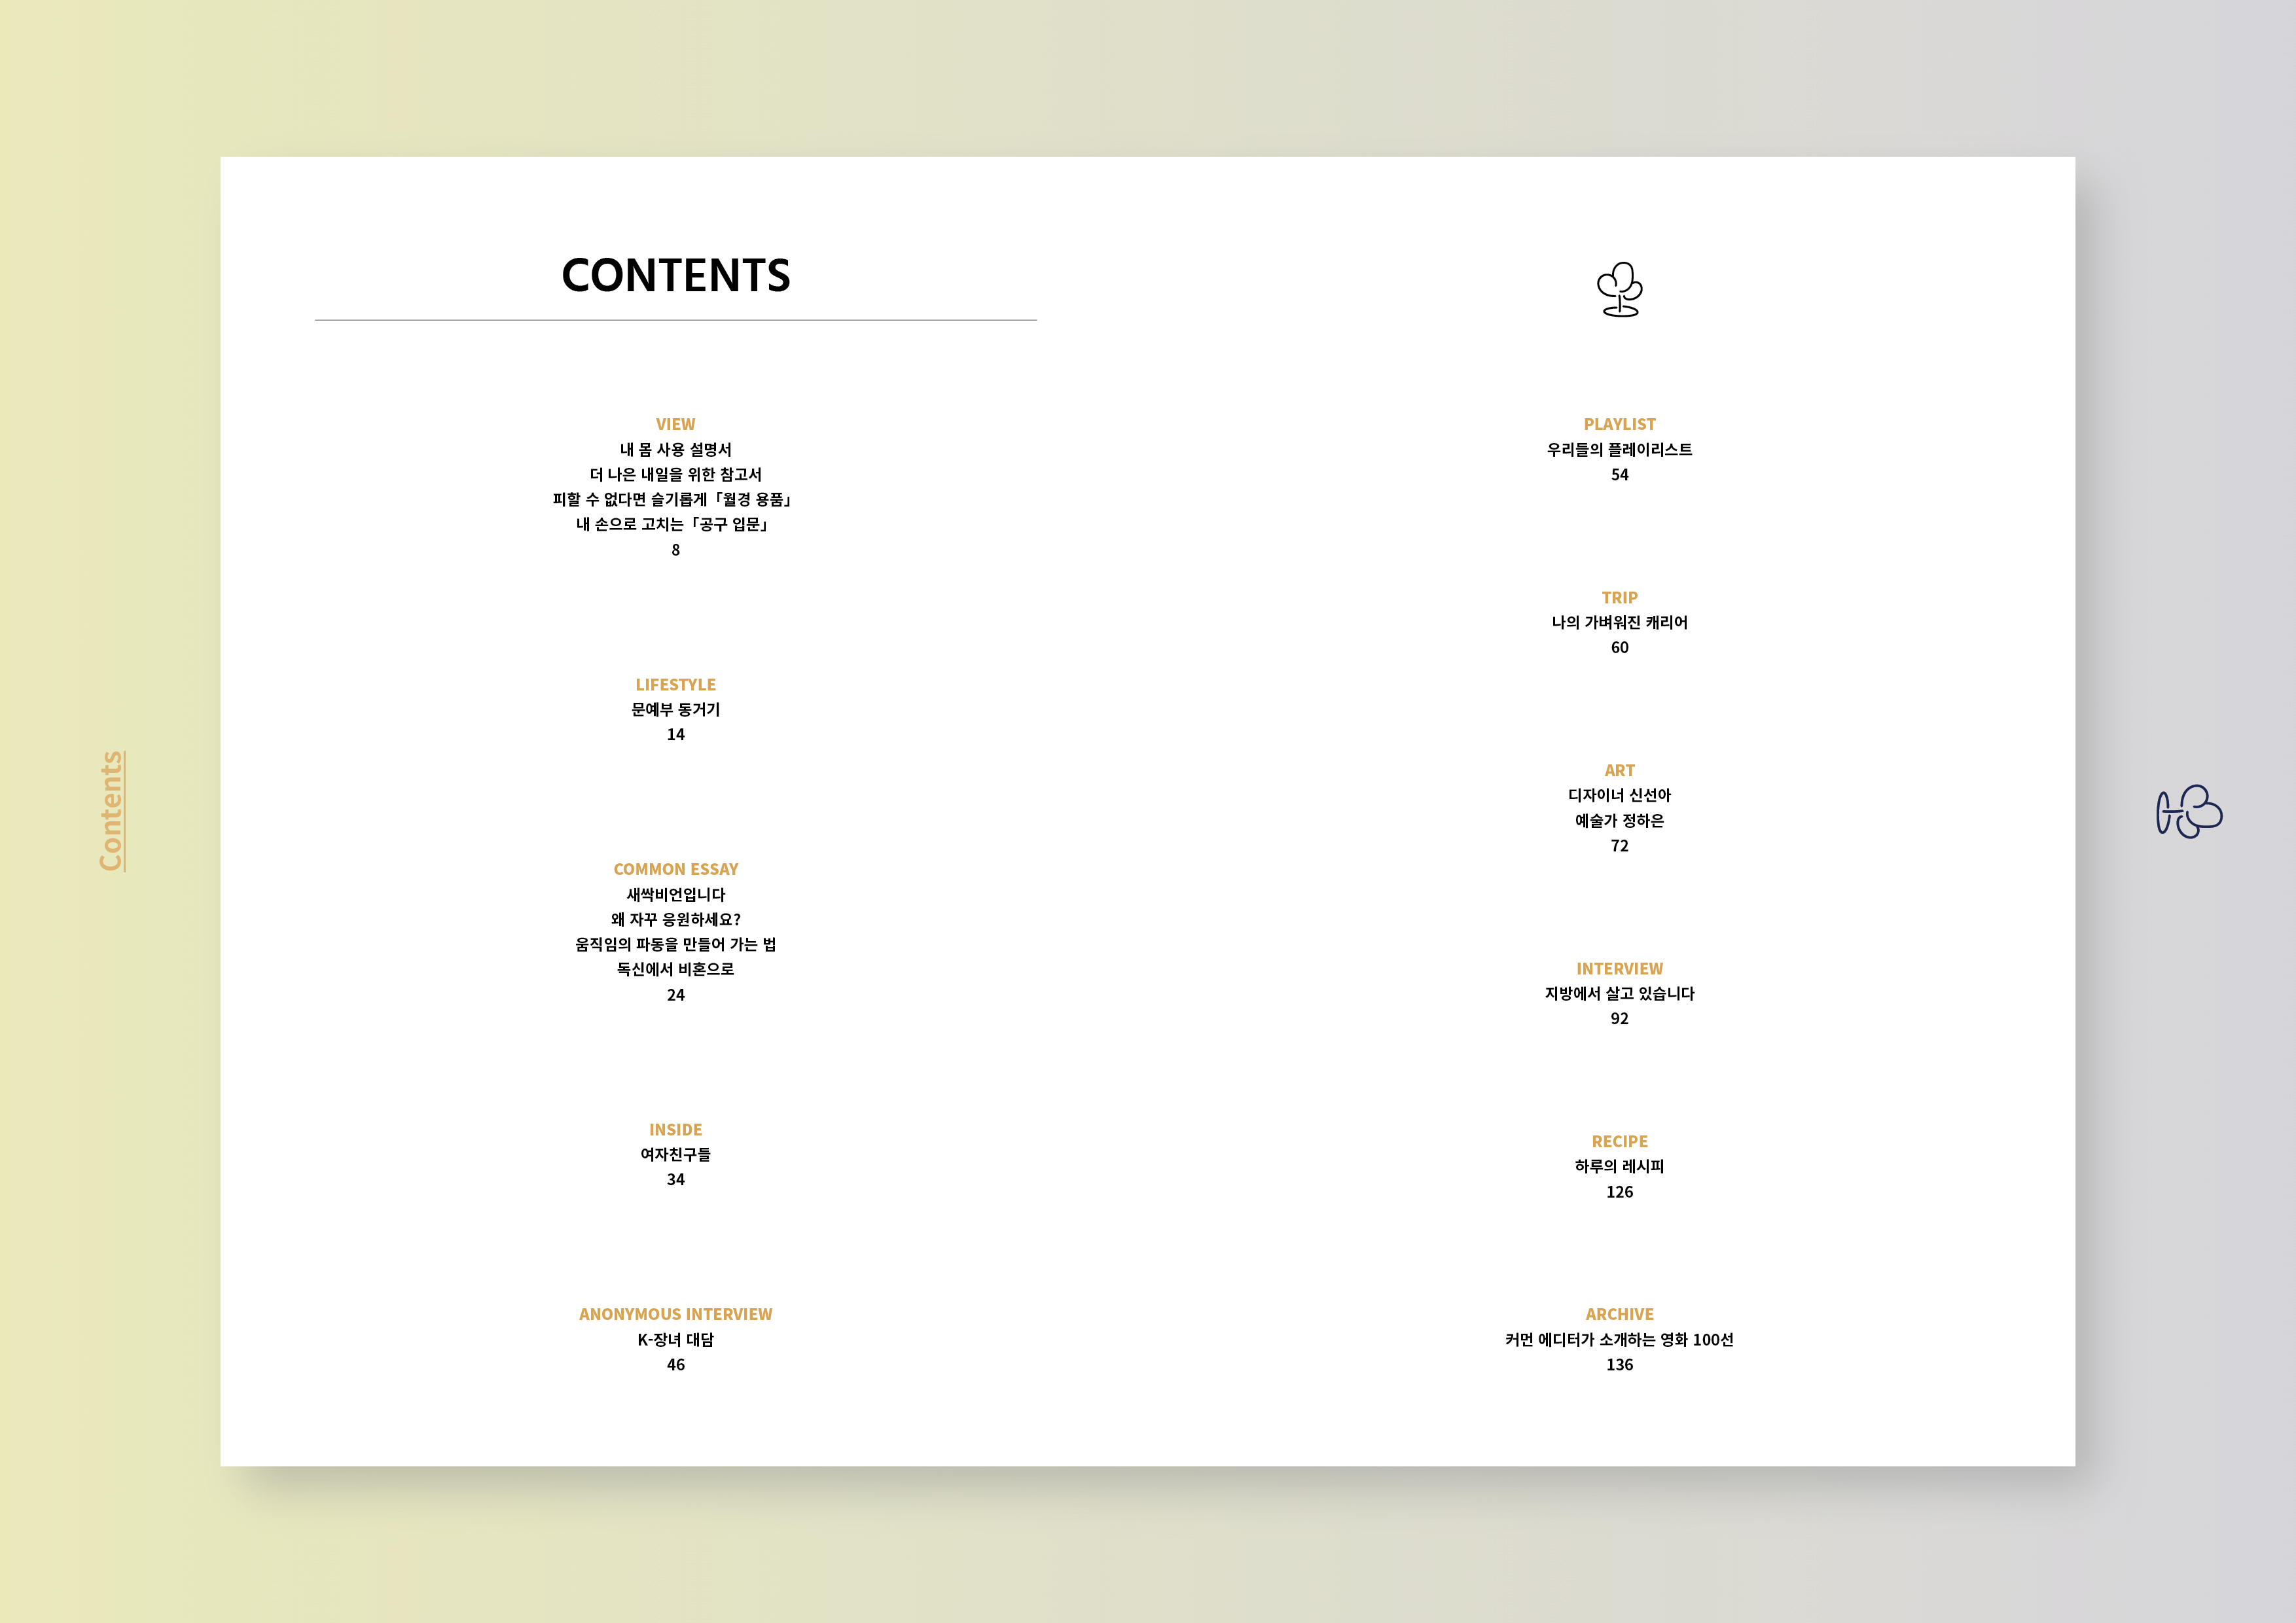 Contents
CONTENTS
VIEW
내 몸 사용 설명서
더 나은 내일을 위한 참고서
피할 수 없다면 슬기롭게 「월경 용품」
내 손으로 고치는 「공구 입문」
8
LIFESTYLE
문예부 동거기
14
COMMON ESSAY
새싹비언입니다
왜 자꾸 응원하세요?
움직임의 파동을 만들어 가는 법
독신에서 비혼으로
24
INSIDE
여자친구들
34
ANONYMOUS INTERVIEW
K-장녀 대담
46
PLAYLIST
우리들의 플레이리스트
54
TRIP
나의 가벼워진 캐리어
60
ART
디자이너 신선아
예술가 정하은
72
INTERVIEW
지방에서 살고 있습니다
92
RECIPE
하루의 레시피
126
ARCHIVE
커먼 에디터가 소개하는 영화 100선
136